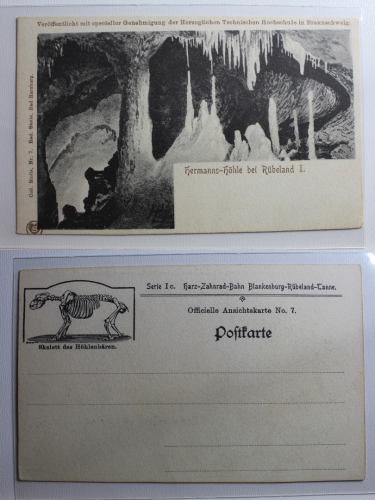 Veröffentlicht mit specieller Genehmigung der Herzoglichen Technischen Hochschule in Braunschweig.
Hermanns-Höhle bei Rübeland I.
Serie I c. Harz-Zahnrad-Bahn Blankenburg-Rübeland-Tanne.
Officielle Ansichtskarte No. 7.
Postkarte
Skelett des Höhlenbären.